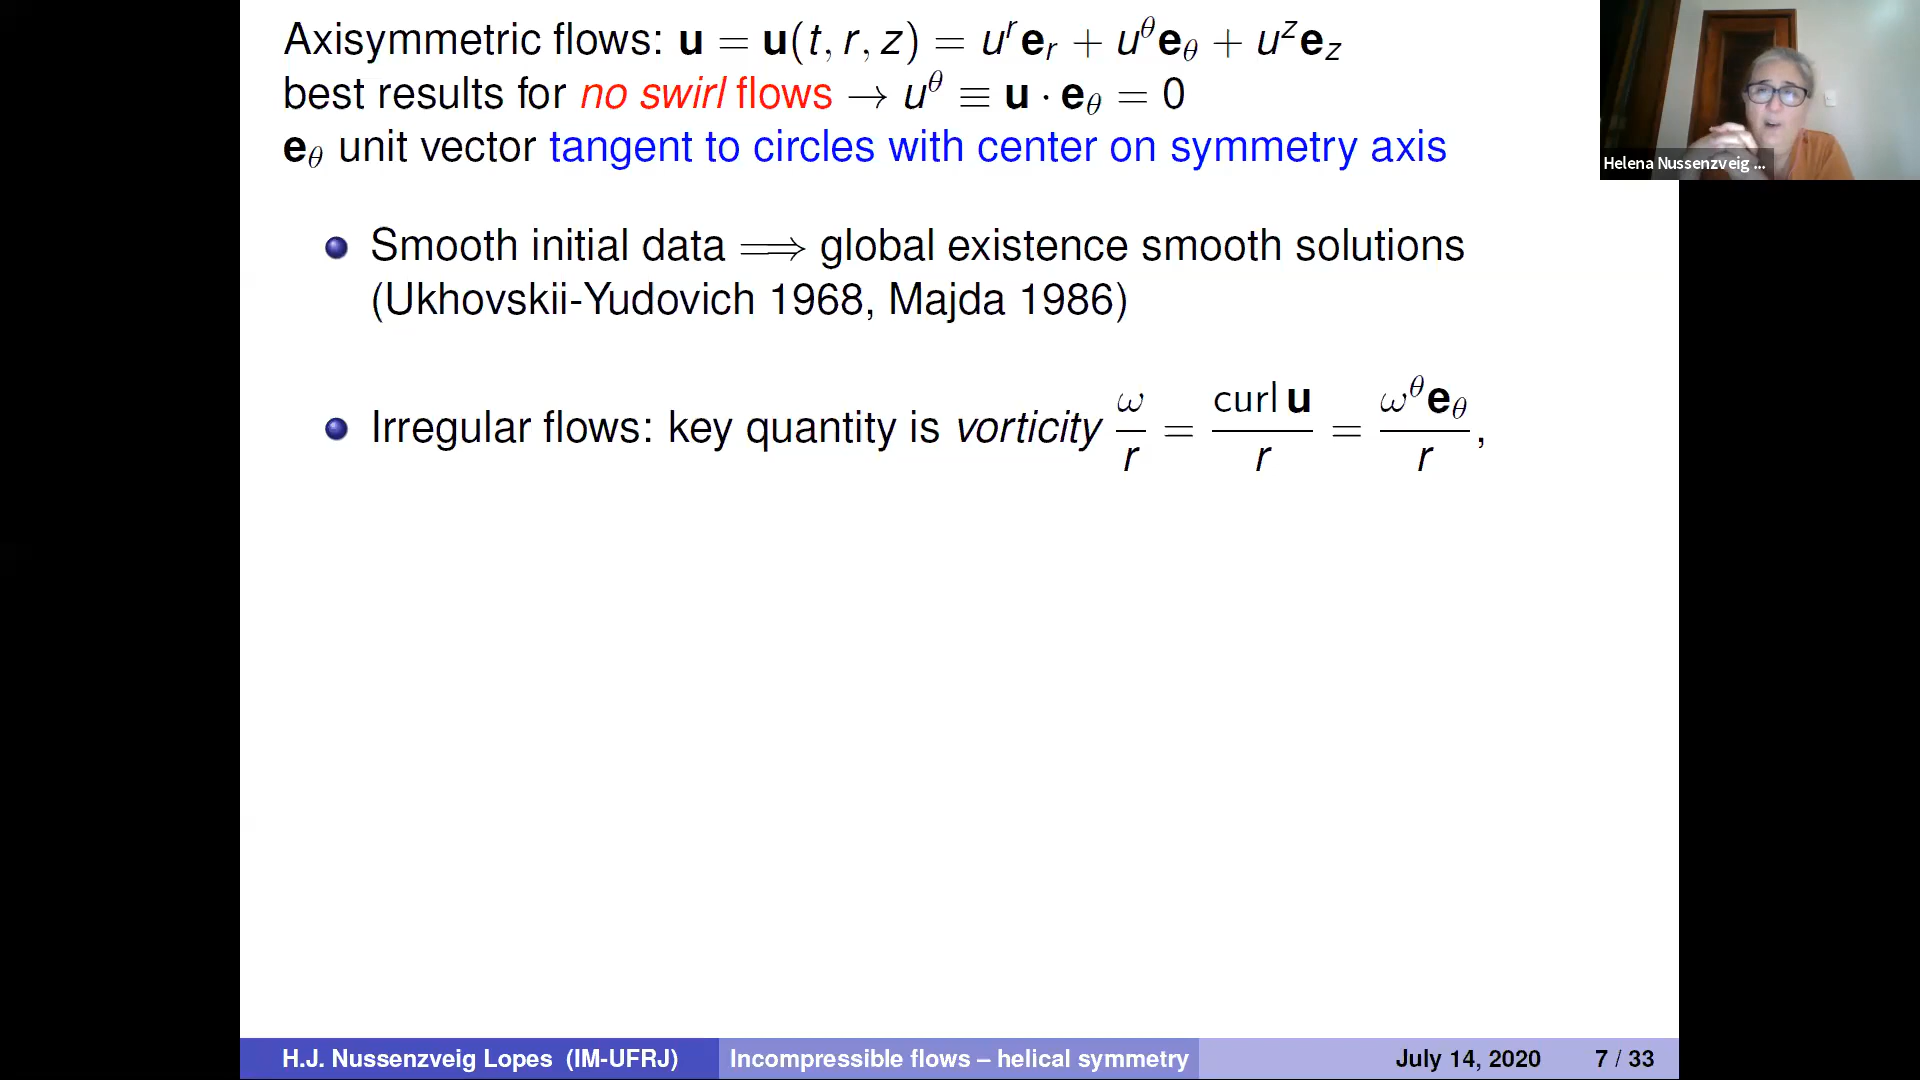 Axisymmetric flows: u = u(t, r, z) = u^r e_r + u^θ e_θ + u^z e_z
best results for no swirl flows → u^θ ≡ u · e_θ = 0
e_θ unit vector tangent to circles with center on symmetry axis
Smooth initial data ⟹ global existence smooth solutions
(Ukhovskii-Yudovich 1968, Majda 1986)
Irregular flows: key quantity is vorticity ω/r = curl u/r = ω^θ e_θ/r,
H.J. Nussenzveig Lopes (IM-UFRJ) Incompressible flows – helical symmetry July 14, 2020 7 / 33
Helena Nussenzveig ...